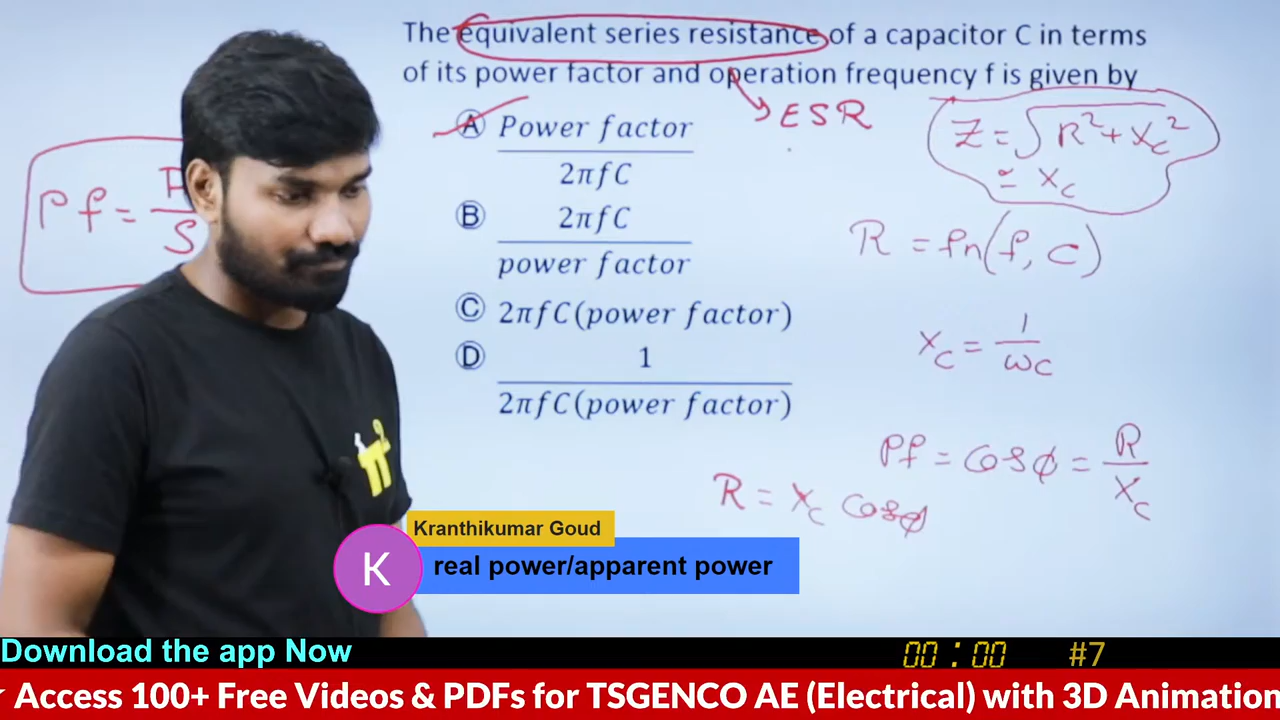 The equivalent series resistance of a capacitor C in terms
of its power factor and operation frequency f is given by
ESR
Ⓐ Power factor
2πfC
Ⓑ 2πfC
power factor
Ⓒ 2πfC(power factor)
Ⓓ 1
2πfC(power factor)
Pf = P
S
Z = √R² + Xc²
≃ Xc
R = fn(f, C)
Xc = 1
ωC
Pf = Cosϕ = R
Xc
R = Xc Cosϕ
Kranthikumar Goud
K
real power/apparent power
Download the app Now
00:00 #7
Access 100+ Free Videos & PDFs for TSGENCO AE (Electrical) with 3D Animation